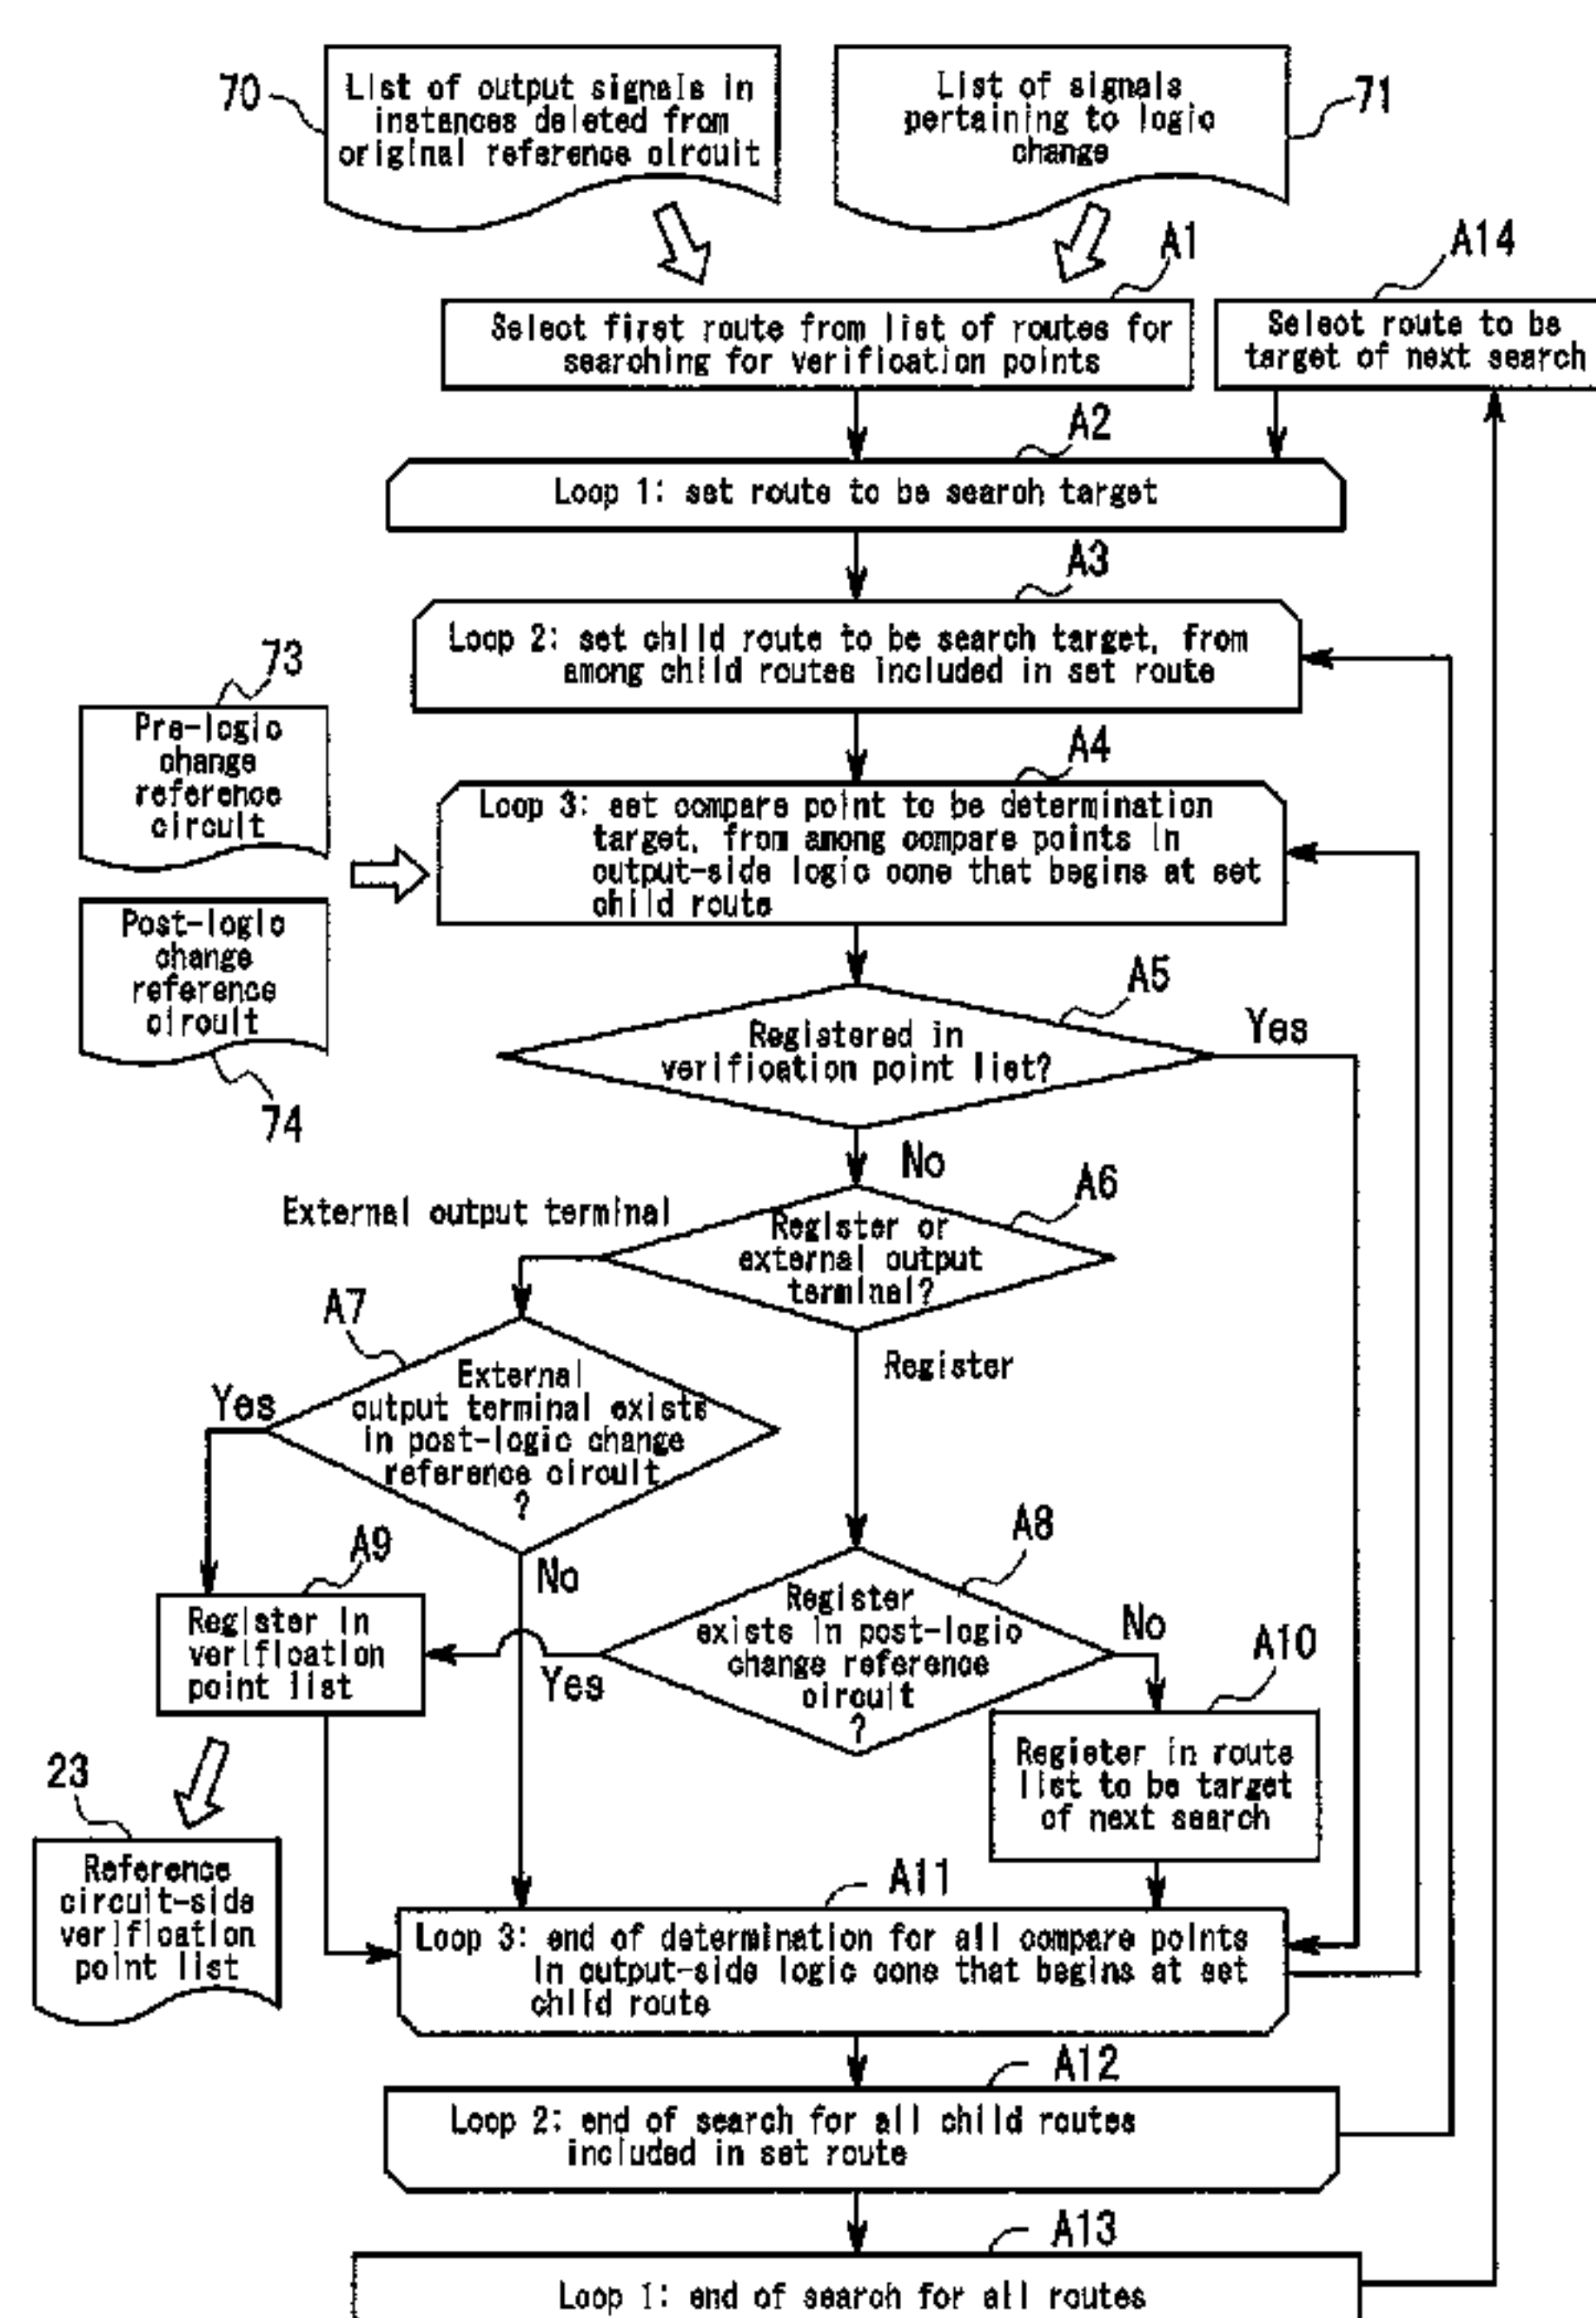 70
List of output signals in
instances deleted from
original reference circuit
List of signals
pertaining to logic
change
71
A1
A14
Select first route from list of routes for
searching for verification points
Select route to be
target of next search
A2
Loop 1: set route to be search target
A3
Loop 2: set child route to be search target, from
among child routes included in set route
73
Pre-logic
change
reference
circuit
A4
Loop 3: set compare point to be determination
target, from among compare points in
output-side logic cone that begins at set
child route
Post-logic
change
reference
circuit
74
A5
Registered in
verification point list?
Yes
No
A6
External output terminal
Register or
external output
terminal?
A7
Register
External
output terminal exists
in post-logic change
reference circuit
?
Yes
A9
No
A8
Register in
verification
point list
Register
exists in post-logic
change reference
circuit
?
Yes
No
A10
Register in route
list to be target
of next search
23
Reference
circuit-side
verification
point list
A11
Loop 3: end of determination for all compare points
in output-side logic cone that begins at set
child route
A12
Loop 2: end of search for all child routes
included in set route
A13
Loop 1: end of search for all routes